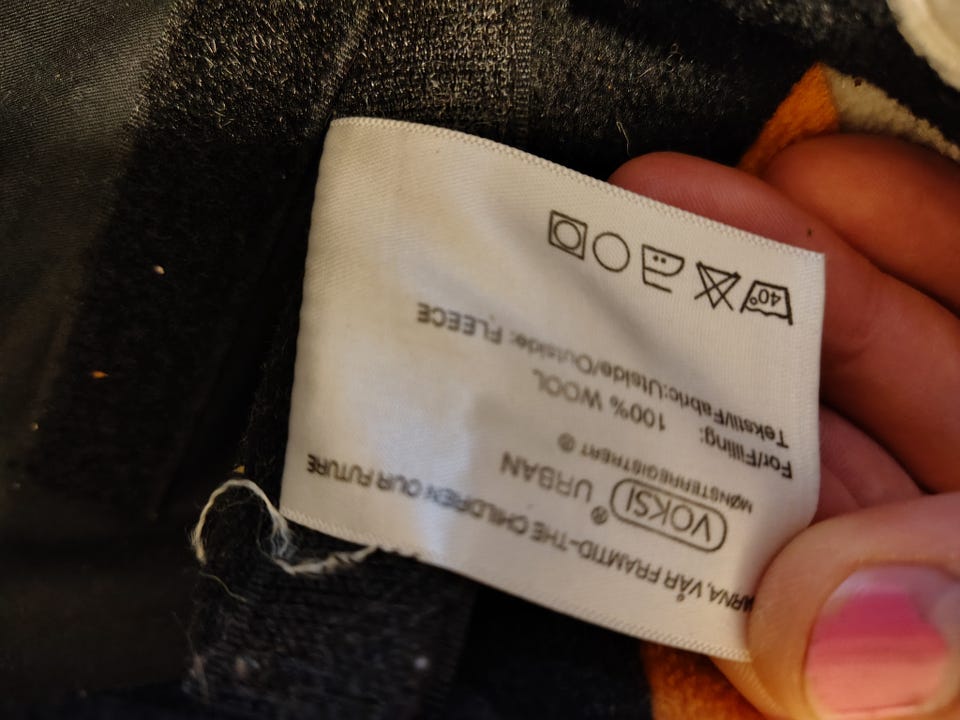 VÅR FRAMTID-THE CHILDREN OUR FUTURE
VOKSI® URBAN
MØNSTERREGISTRERT ®
For/Filling: 100% WOOL
Tekstil/Fabric:Utside/Outside: FLEECE
40°